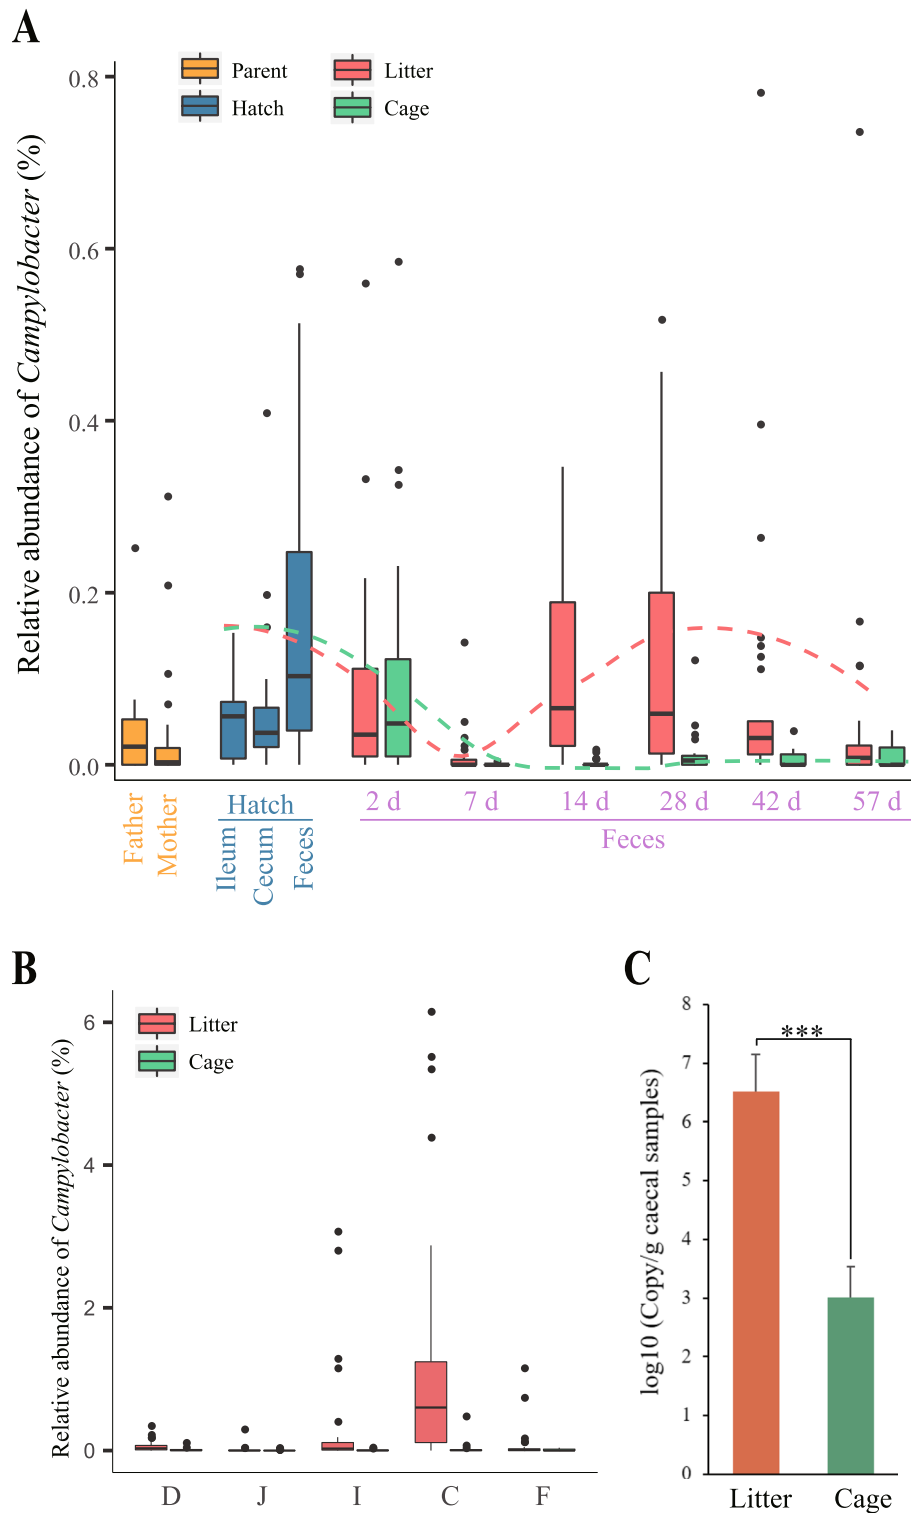 A
Relative abundance of Campylobacter (%)
0.8
0.6
0.4
0.2
0.0
Parent
Hatch
Litter
Cage
Father
Mother
Hatch
Ileum
Cecum
Feces
2 d
7 d
14 d
28 d
42 d
57 d
Feces
B
Relative abundance of Campylobacter (%)
6
4
2
0
Litter
Cage
D
J
I
C
F
C
log10 (Copy/g caecal samples)
8
7
6
5
4
3
2
1
0
***
Litter
Cage